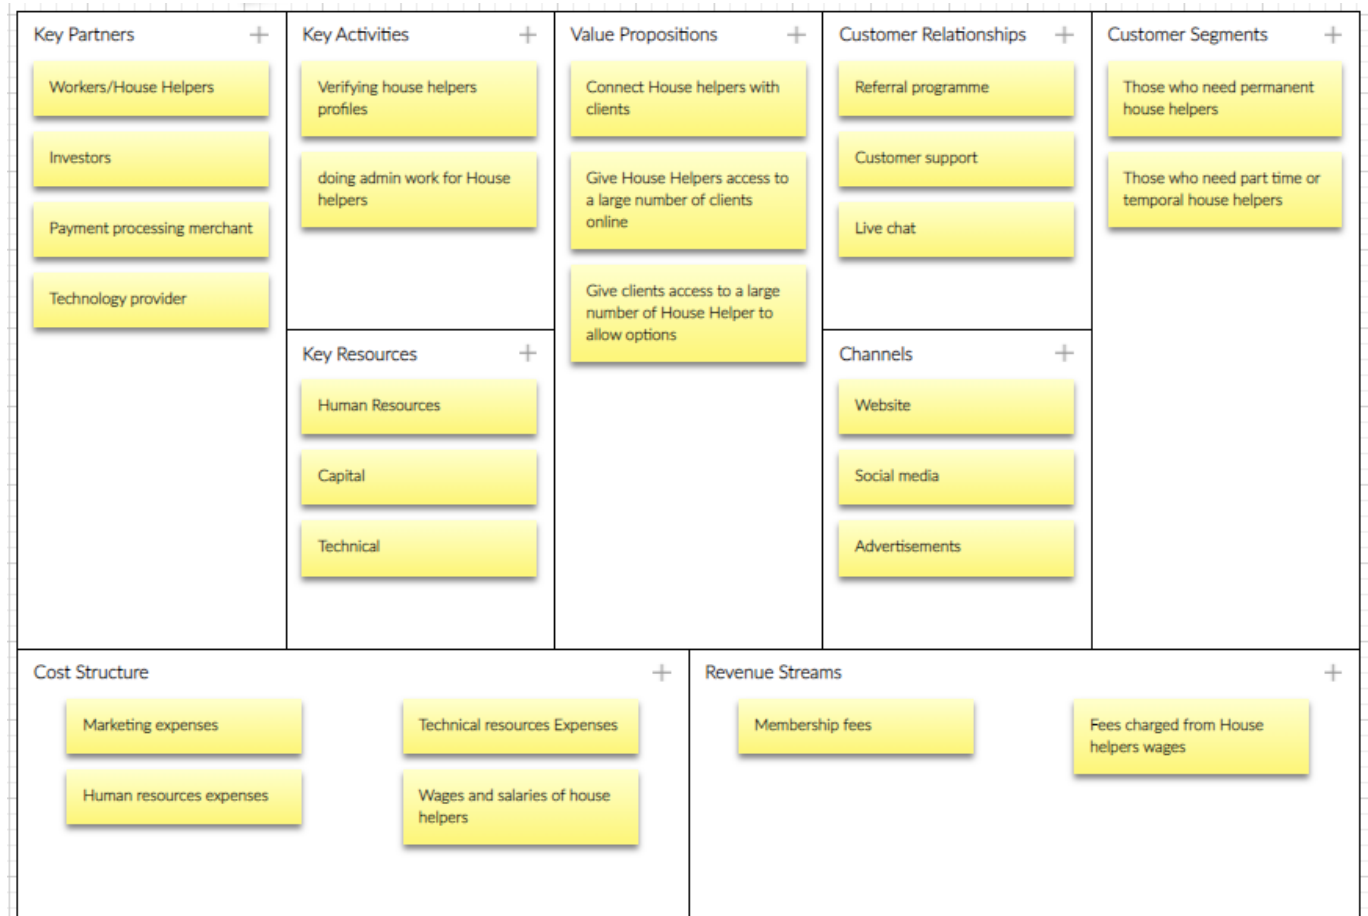 Key Partners
Workers/House Helpers
Investors
Payment processing merchant
Technology provider
Key Activities
Verifying house helpers
profiles
doing admin work for House
helpers
Key Resources
Human Resources
Capital
Technical
Value Propositions
Connect House helpers with
clients
Give House Helpers access to
a large number of clients
online
Give clients access to a large
number of House Helper to
allow options
Customer Relationships
Referral programme
Customer support
Live chat
Channels
Website
Social media
Advertisements
Customer Segments
Those who need permanent
house helpers
Those who need part time or
temporal house helpers
Cost Structure
Marketing expenses
Human resources expenses
Technical resources Expenses
Wages and salaries of house
helpers
Revenue Streams
Membership fees
Fees charged from House
helpers wages